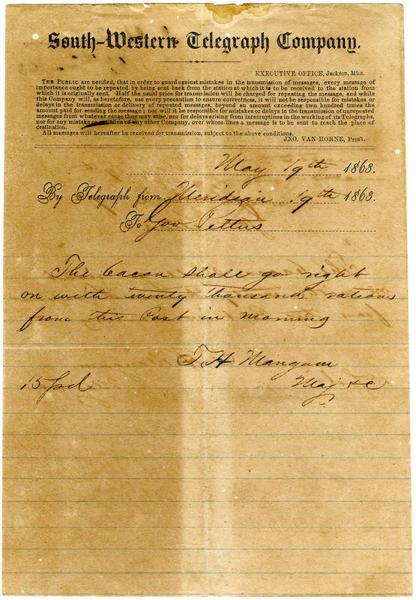 South-Western Telegraph Company.
EXECUTIVE OFFICE, Jackson, Miss.
THE PUBLIC are notified, that in order to guard against mistakes in the transmission of messages, every message of
importance ought to be repeated by being sent back from the station at which it is to be received to the station from
which it is originally sent. Half the usual price for transmission will be charged for repeating the message, and while
this Company will, as heretofore, use every precaution to ensure correctness, it will not be responsible for mistakes or
delays in the transmission or delivery of repeated messages, beyond an amount exceeding two hundred times the
amount paid for sending the message; nor will it be responsible for mistakes or delays in the transmission of unrepeated
messages from whatever cause they may arise, nor for delays arising from interruptions in the working of its Telegraphs,
nor for any mistake of any other Company, over whose lines a message is to be sent to reach the place of
destination.
All messages will hereafter be received for transmission, subject to the above conditions.
JNO. VAN HORNE, Pres't.
May 19th 1863.
By Telegraph from Meridian 19th 1863.
To Gov Pettus
The bacon shall go right
on with twenty thousand rations
from this Post in morning
T H Mangum
15 pd Maj &c